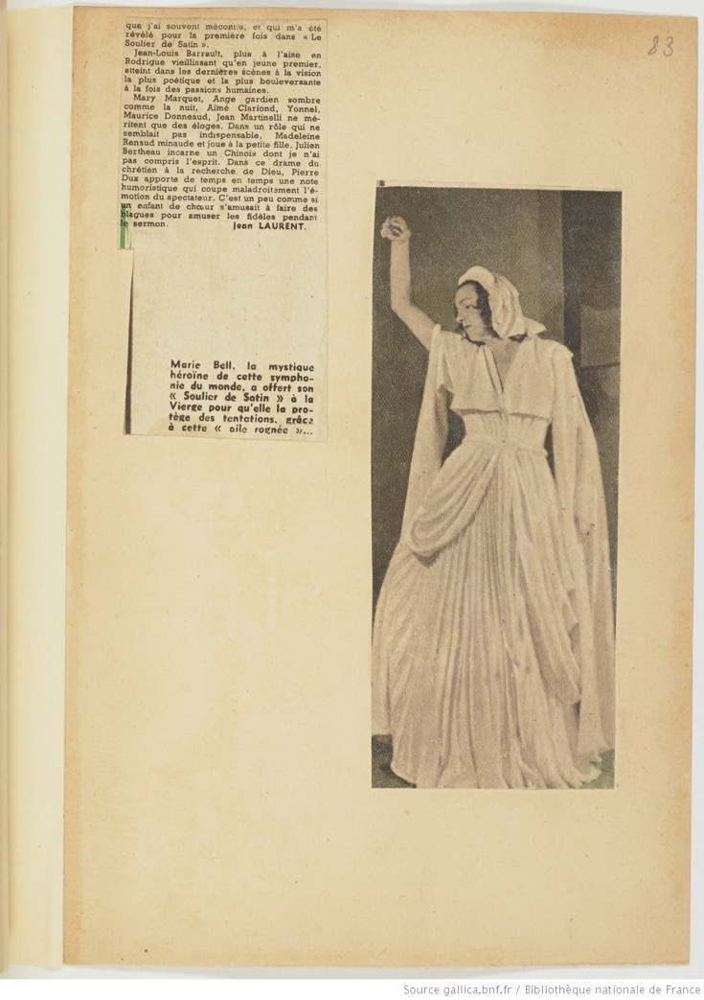 83
que j'ai souvent méconnu, et qui m'a été
révélé pour la première fois dans « Le
Soulier de Satin ».
Jean-Louis Barrault, plus à l'aise en
Rodrigue vieillissant qu'en jeune premier,
atteint dans les dernières scènes à la vision
la plus poétique et la plus bouleversante
à la fois des passions humaines.
Mary Marquet, Ange gardien sombre
comme la nuit, Aimé Clariond, Yonnel,
Maurice Donneaud, Jean Martinelli ne mé-
ritent que des éloges. Dans un rôle qui ne
semblait pas indispensable, Madeleine
Renaud minaude et joue à la petite fille. Julien
Bertheau incarne un Chinois dont je n'ai
pas compris l'esprit. Dans ce drame du
chrétien à la recherche de Dieu, Pierre
Dux apporte de temps en temps une note
humoristique qui coupe maladroitement l'é-
motion du spectateur. C'est un peu comme si
un enfant de chœur s'amusait à faire des
blagues pour amuser les fidèles pendant
le sermon. Jean LAURENT.
Marie Bell, la mystique
héroïne de cette sympho-
nie du monde, a offert son
« Soulier de Satin » à la
Vierge pour qu'elle la pro-
tège des tentations, grâce
à cette « aile rognée »...
Source gallica.bnf.fr / Bibliothèque nationale de France